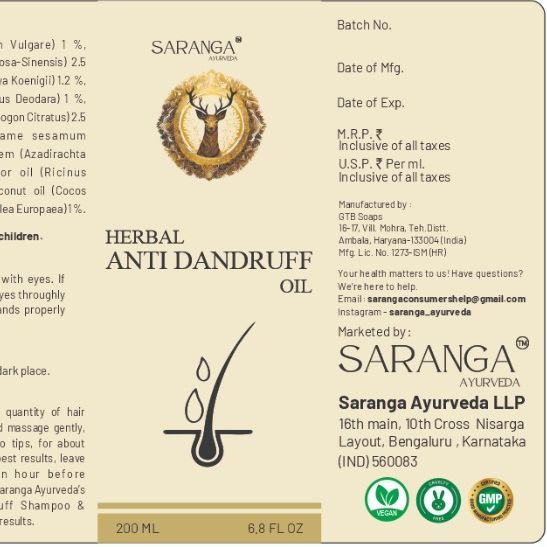 Vulgare) 1 %,
osa-Sinensis) 2.5
Koenigii) 1.2 %,
us Deodara) 1 %,
ogon Citratus) 2.5
ame sesamum
em (Azadirachta
or oil (Ricinus
conut oil (Cocos
lea Europaea) 1 %.
children.
with eyes. If
yes throughly
ands properly
dark place.
quantity of hair
d massage gently,
o tips, for about
best results, leave
n hour before
aranga Ayurveda's
uff Shampoo &
results.
SARANGA™
AYURVEDA
HERBAL
ANTI DANDRUFF
OIL
200 ML 6,8 FL OZ
Batch No.
Date of Mfg.
Date of Exp.
M.R.P. ₹
Inclusive of all taxes
U.S.P. ₹ Per ml.
Inclusive of all taxes
Manufactured by :
GTB Soaps
16-17, Vill. Mohra, Teh. Distt.
Ambala, Haryana-133004 (India)
Mfg. Lic. No. 1273-ISM (HR)
Your health matters to us! Have questions?
We're here to help.
Email : sarangaconsumershelp@gmail.com
Instagram - saranga_ayurveda
Marketed by :
SARANGA™
AYURVEDA
Saranga Ayurveda LLP
16th main, 10th Cross Nisarga
Layout, Bengaluru , Karnataka
(IND) 560083
VEGAN
CRUELTY
FREE
CERTIFIED
GMP